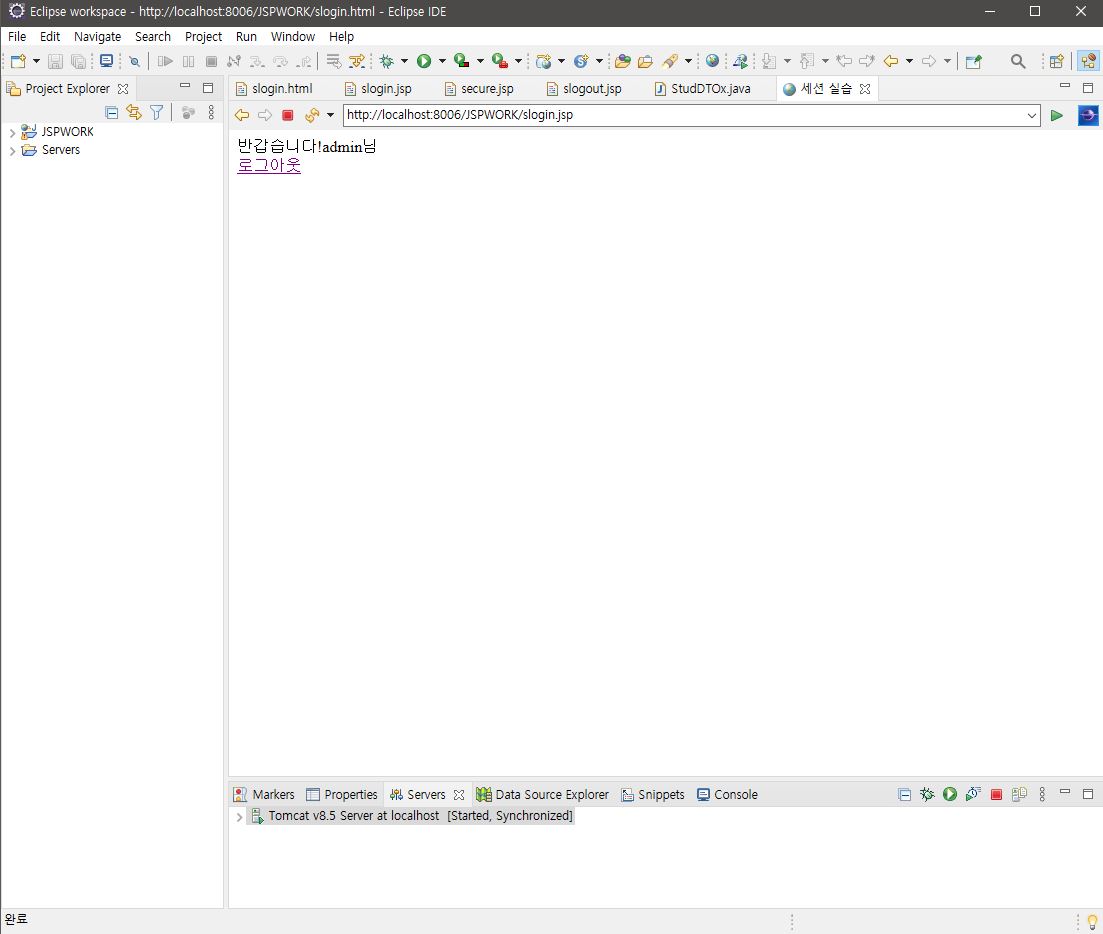 Eclipse workspace - http://localhost:8006/JSPWORK/slogin.html - Eclipse IDE
File Edit Navigate Search Project Run Window Help
Project Explorer
slogin.html slogin.jsp secure.jsp slogout.jsp StudDTOx.java 세션 실습
http://localhost:8006/JSPWORK/slogin.jsp
JSPWORK
Servers
반갑습니다!admin님
로그아웃
Markers Properties Servers Data Source Explorer Snippets Console
Tomcat v8.5 Server at localhost [Started, Synchronized]
완료